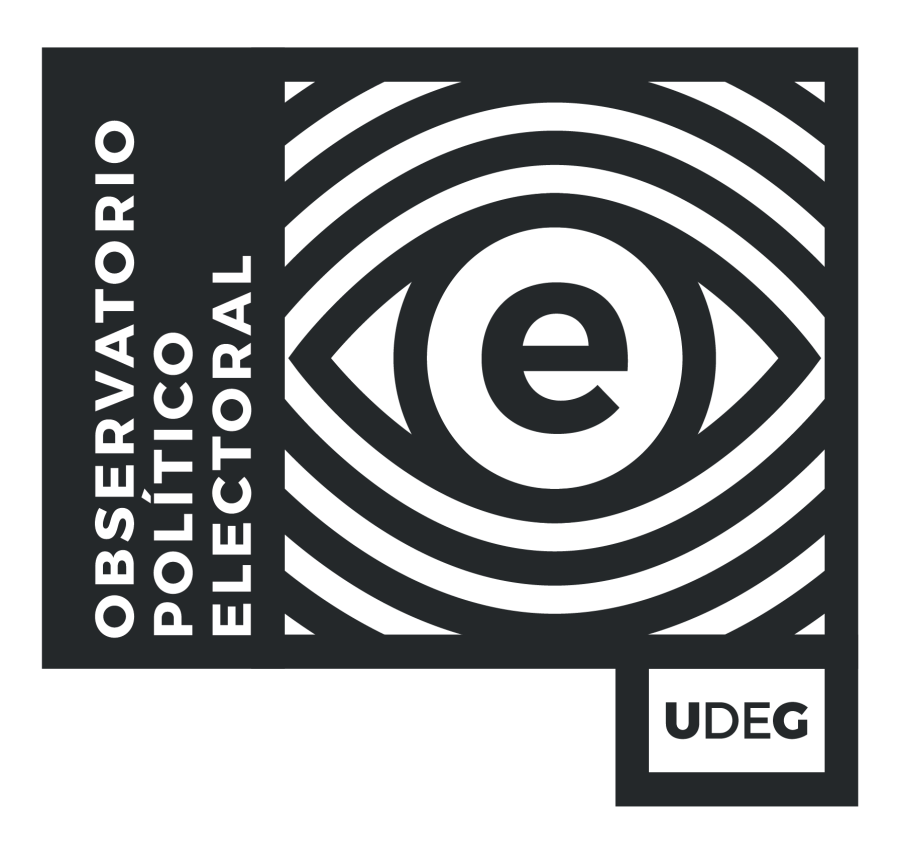 OBSERVATORIO
POLÍTICO
ELECTORAL
e
UDEG